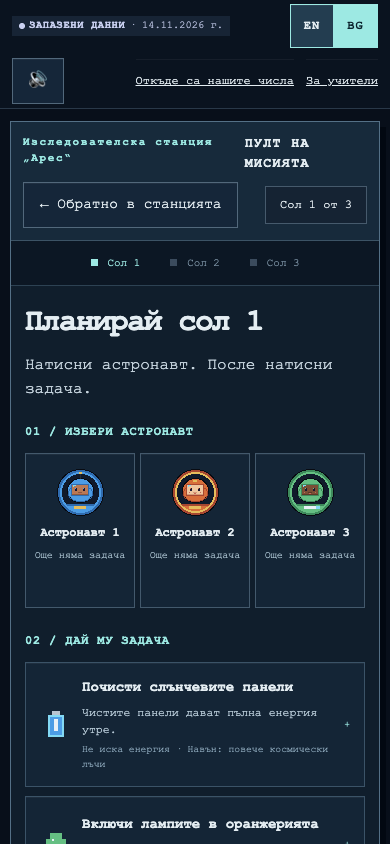 ЗАПАЗЕНИ ДАННИ · 14.11.2026 г.
EN
BG
Откъде са нашите числа
За учители
Изследователска станция
„Арес“
ПУЛТ НА
МИСИЯТА
← Обратно в станцията
Сол 1 от 3
Сол 1
Сол 2
Сол 3
Планирай сол 1
Натисни астронавт. После натисни
задача.
01 / ИЗБЕРИ АСТРОНАВТ
Астронавт 1
Астронавт 2
Астронавт 3
Още няма задача
Още няма задача
Още няма задача
02 / ДАЙ МУ ЗАДАЧА
Почисти слънчевите панели
Чистите панели дават пълна енергия
утре.
Не иска енергия · Навън: повече космически
лъчи
+
Включи лампите в оранжерията